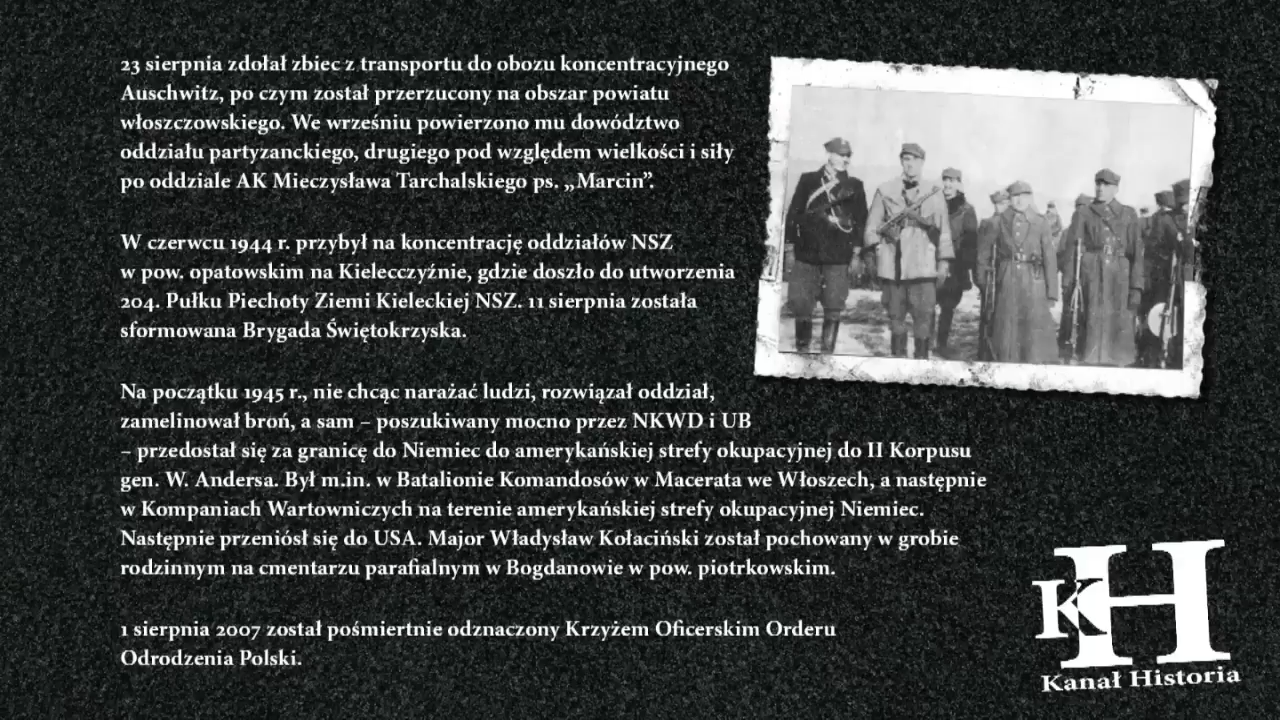 23 sierpnia zdołał zbiec z transportu do obozu koncentracyjnego
Auschwitz, po czym został przerzucony na obszar powiatu
włoszczowskiego. We wrześniu powierzono mu dowództwo
oddziału partyzanckiego, drugiego pod względem wielkości i siły
po oddziale AK Mieczysława Tarchalskiego ps. „Marcin”.
W czerwcu 1944 r. przybył na koncentrację oddziałów NSZ
w pow. opatowskim na Kielecczyźnie, gdzie doszło do utworzenia
204. Pułku Piechoty Ziemi Kieleckiej NSZ. 11 sierpnia została
sformowana Brygada Świętokrzyska.
Na początku 1945 r., nie chcąc narażać ludzi, rozwiązał oddział,
zamelinował broń, a sam – poszukiwany mocno przez NKWD i UB
– przedostał się za granicę do Niemiec do amerykańskiej strefy okupacyjnej do II Korpusu
gen. W. Andersa. Był m.in. w Batalionie Komandosów w Macerata we Włoszech, a następnie
w Kompaniach Wartowniczych na terenie amerykańskiej strefy okupacyjnej Niemiec.
Następnie przeniósł się do USA. Major Władysław Kołaciński został pochowany w grobie
rodzinnym na cmentarzu parafialnym w Bogdanowie w pow. piotrkowskim.
1 sierpnia 2007 został pośmiertnie odznaczony Krzyżem Oficerskim Orderu
Odrodzenia Polski.
KH
Kanał Historia